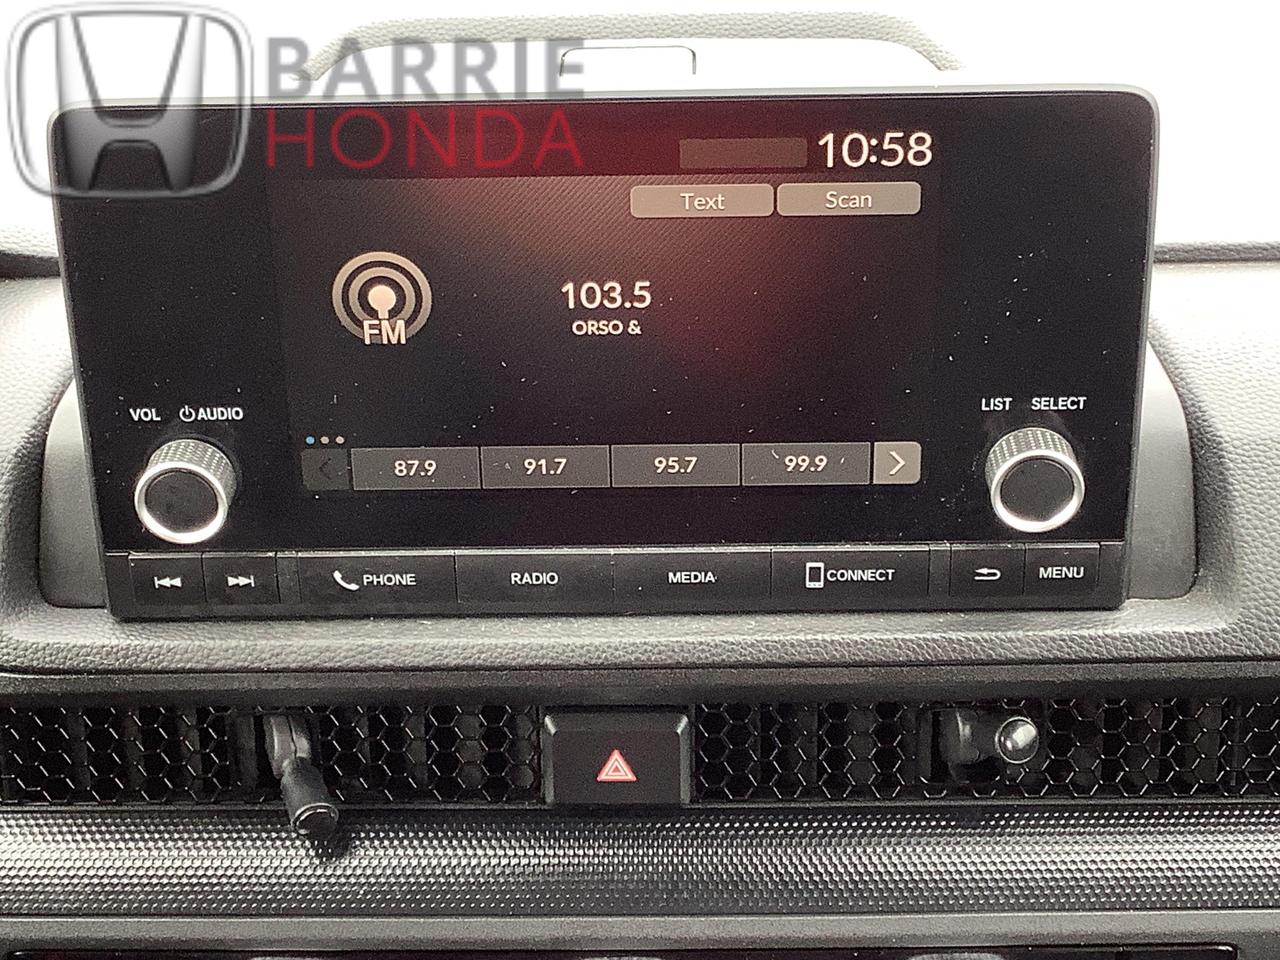 BARRIE
HONDA
10:58
Text Scan
FM
103.5
ORSO &
VOL AUDIO
LIST SELECT
87.9 91.7 95.7 99.9
PHONE RADIO MEDIA CONNECT MENU